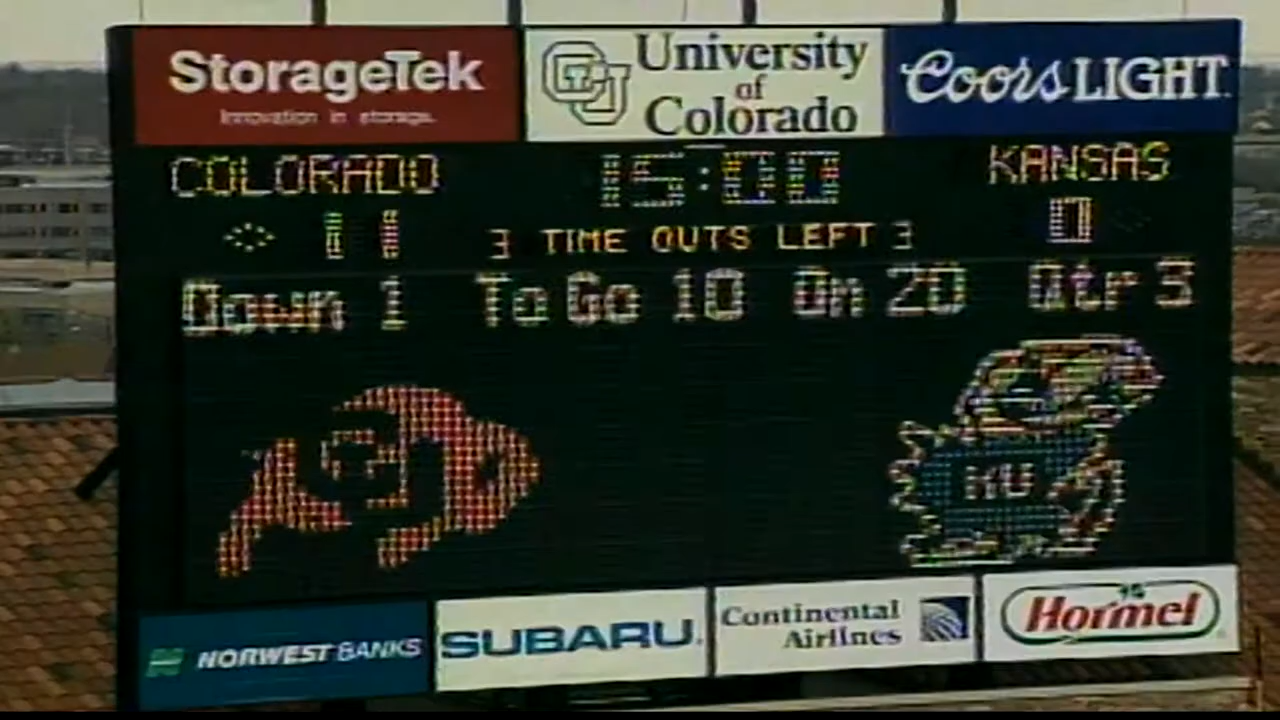 StorageTek
Innovation in storage.
CU
University
of
Colorado
Coors LIGHT
COLORADO 15:00 KANSAS
11 3 TIME OUTS LEFT 3 0
Down 1 To Go 10 On 20 Qtr 3
KU
NORWEST BANKS
SUBARU
Continental
Airlines
Hormel